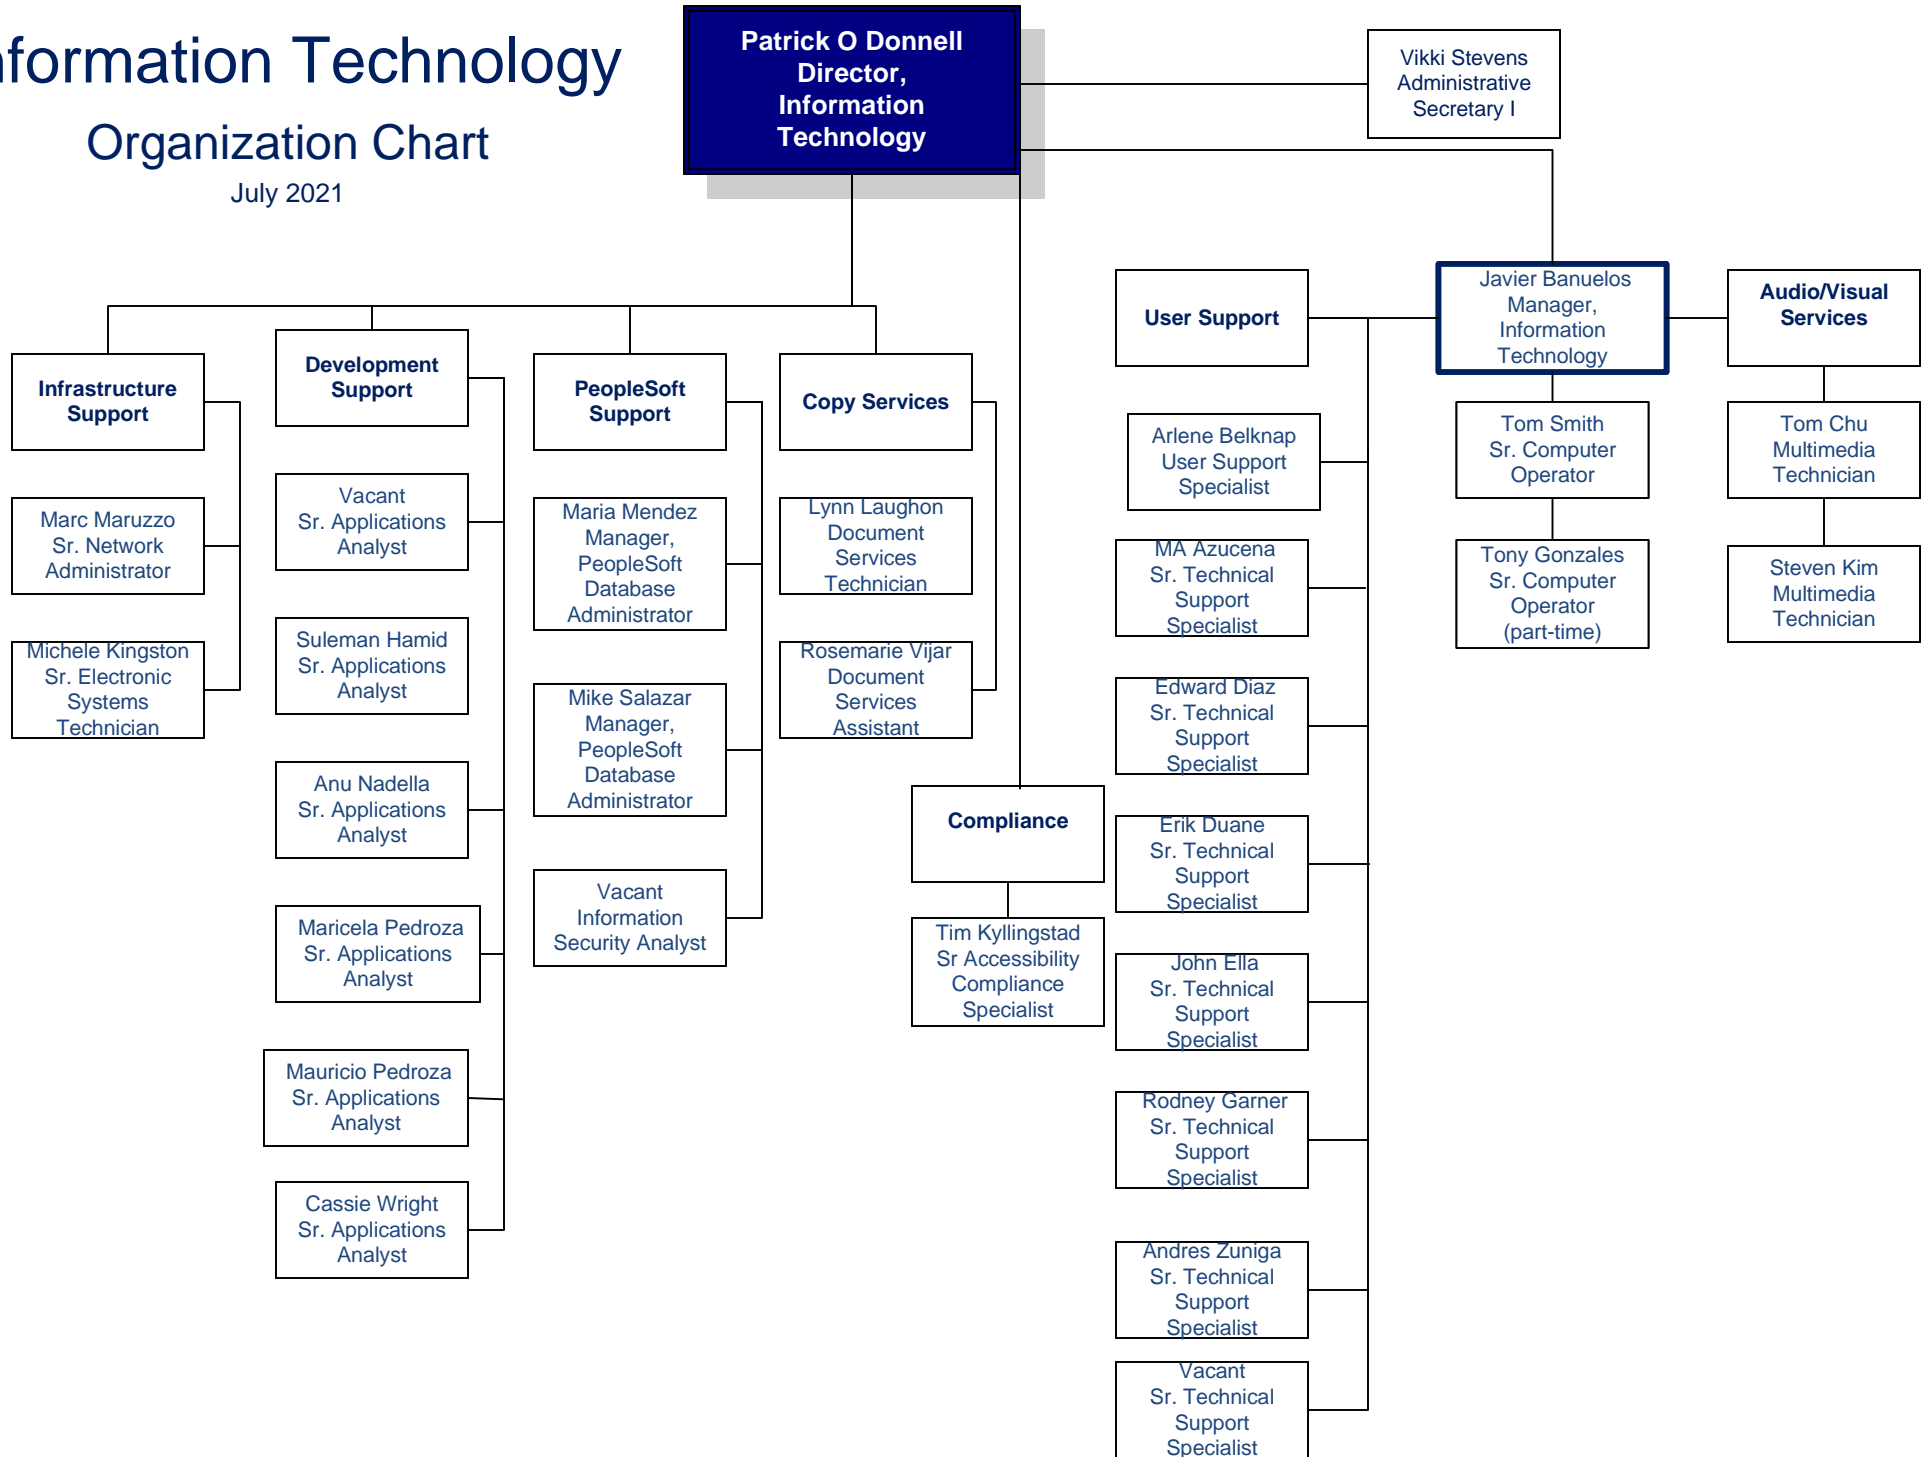 nformation Technology
Organization Chart
July 2021
Patrick O Donnell
Director,
Information
Technology
Vikki Stevens
Administrative
Secretary I
Javier Banuelos
Manager,
Information
Technology
Infrastructure
Support
Marc Maruzzo
Sr. Network
Administrator
Michele Kingston
Sr. Electronic
Systems
Technician
Development
Support
Vacant
Sr. Applications
Analyst
Suleman Hamid
Sr. Applications
Analyst
Anu Nadella
Sr. Applications
Analyst
Maricela Pedroza
Sr. Applications
Analyst
Mauricio Pedroza
Sr. Applications
Analyst
Cassie Wright
Sr. Applications
Analyst
PeopleSoft
Support
Maria Mendez
Manager,
PeopleSoft
Database
Administrator
Mike Salazar
Manager,
PeopleSoft
Database
Administrator
Vacant
Information
Security Analyst
Copy Services
Lynn Laughon
Document
Services
Technician
Rosemarie Vijar
Document
Services
Assistant
Compliance
Tim Kyllingstad
Sr Accessibility
Compliance
Specialist
User Support
Arlene Belknap
User Support
Specialist
MA Azucena
Sr. Technical
Support
Specialist
Edward Diaz
Sr. Technical
Support
Specialist
Erik Duane
Sr. Technical
Support
Specialist
John Ella
Sr. Technical
Support
Specialist
Rodney Garner
Sr. Technical
Support
Specialist
Andres Zuniga
Sr. Technical
Support
Specialist
Vacant
Sr. Technical
Support
Specialist
Tom Smith
Sr. Computer
Operator
Tony Gonzales
Sr. Computer
Operator
(part-time)
Audio/Visual
Services
Tom Chu
Multimedia
Technician
Steven Kim
Multimedia
Technician